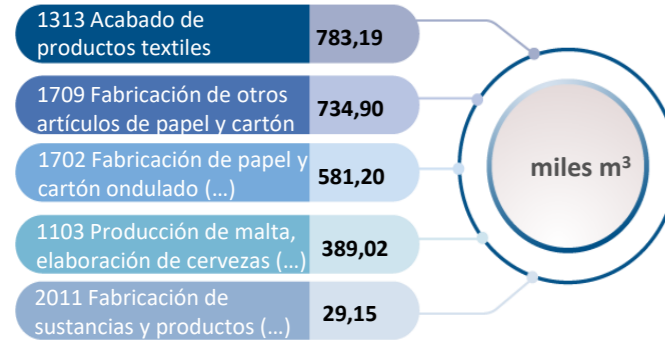 1313 Acabado de
productos textiles
783,19
1709 Fabricación de otros
artículos de papel y cartón
734,90
1702 Fabricación de papel y
cartón ondulado (...)
581,20
1103 Producción de malta,
elaboración de cervezas (...)
389,02
2011 Fabricación de
sustancias y productos (...)
29,15
miles m³